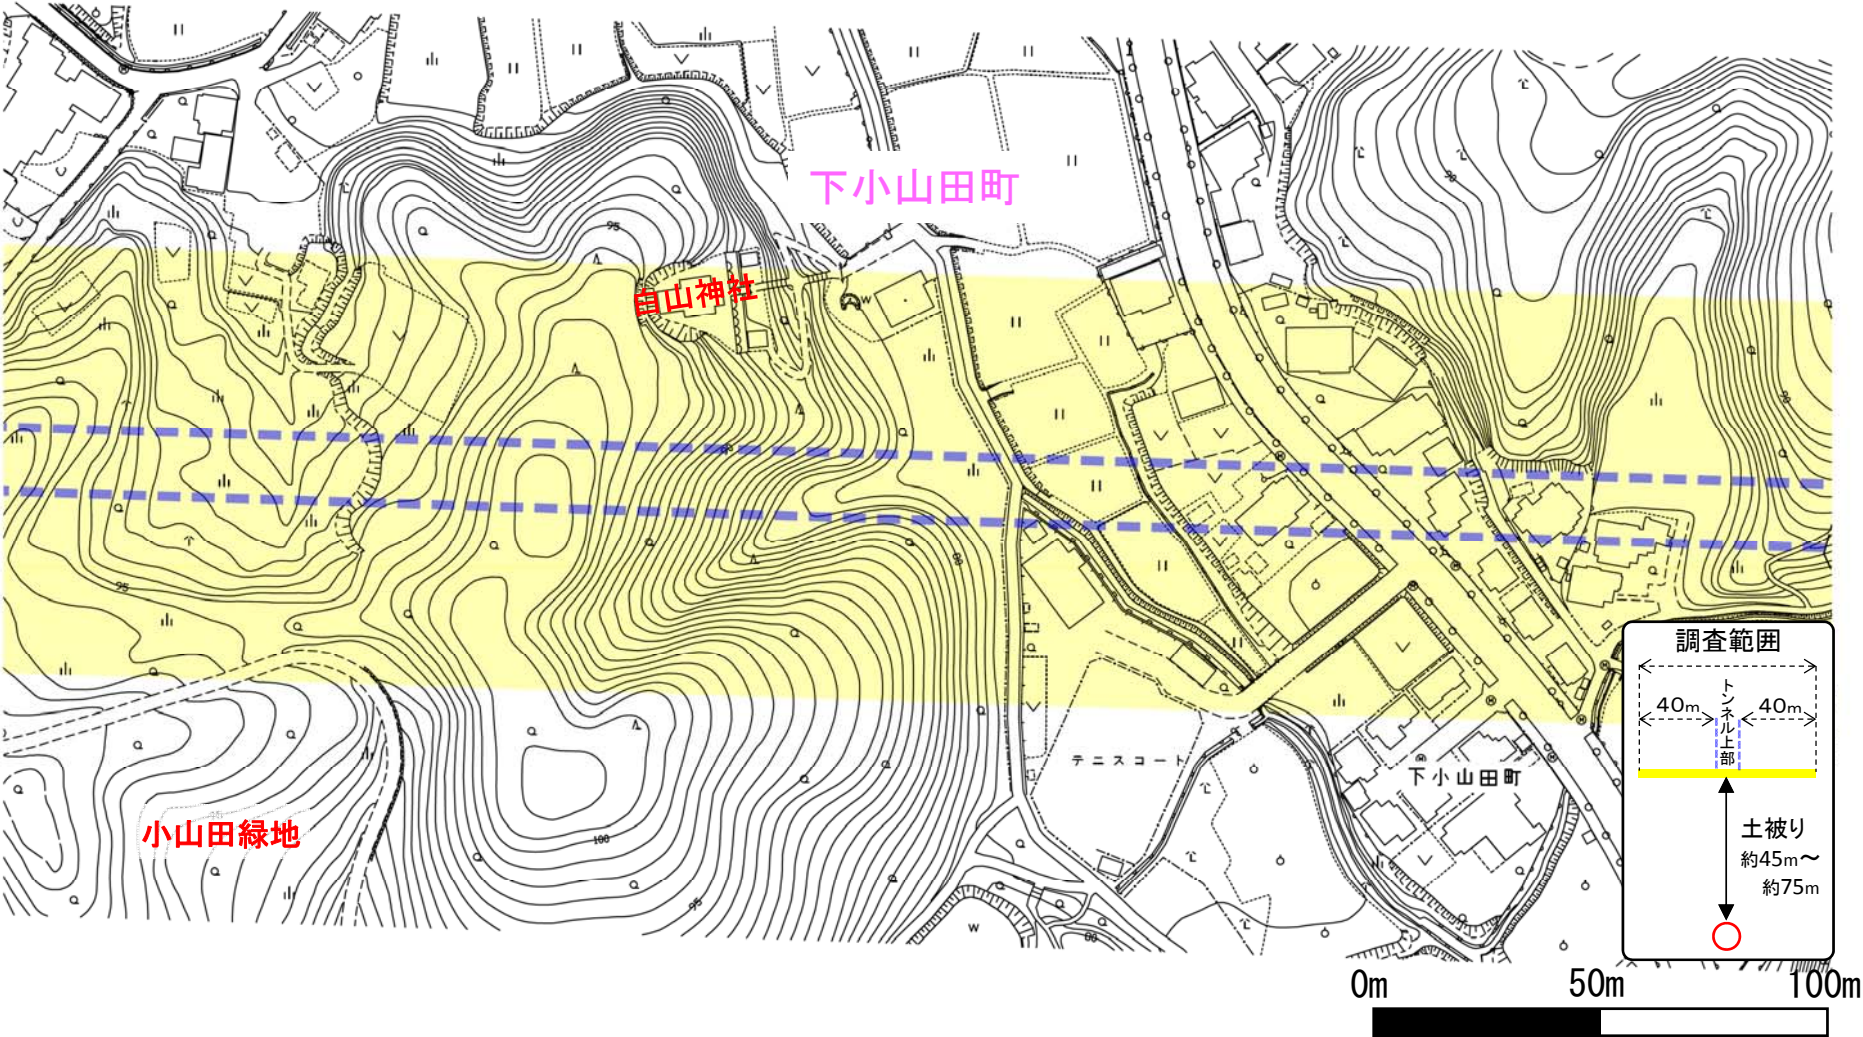 下小山田町
95
90
白山神社
W
95
テニスコート
下小山田町
小山田緑地
100
95
W
調査範囲
40m
トンネル上部
40m
土被り
約45m～
約75m
0m
50m
100m